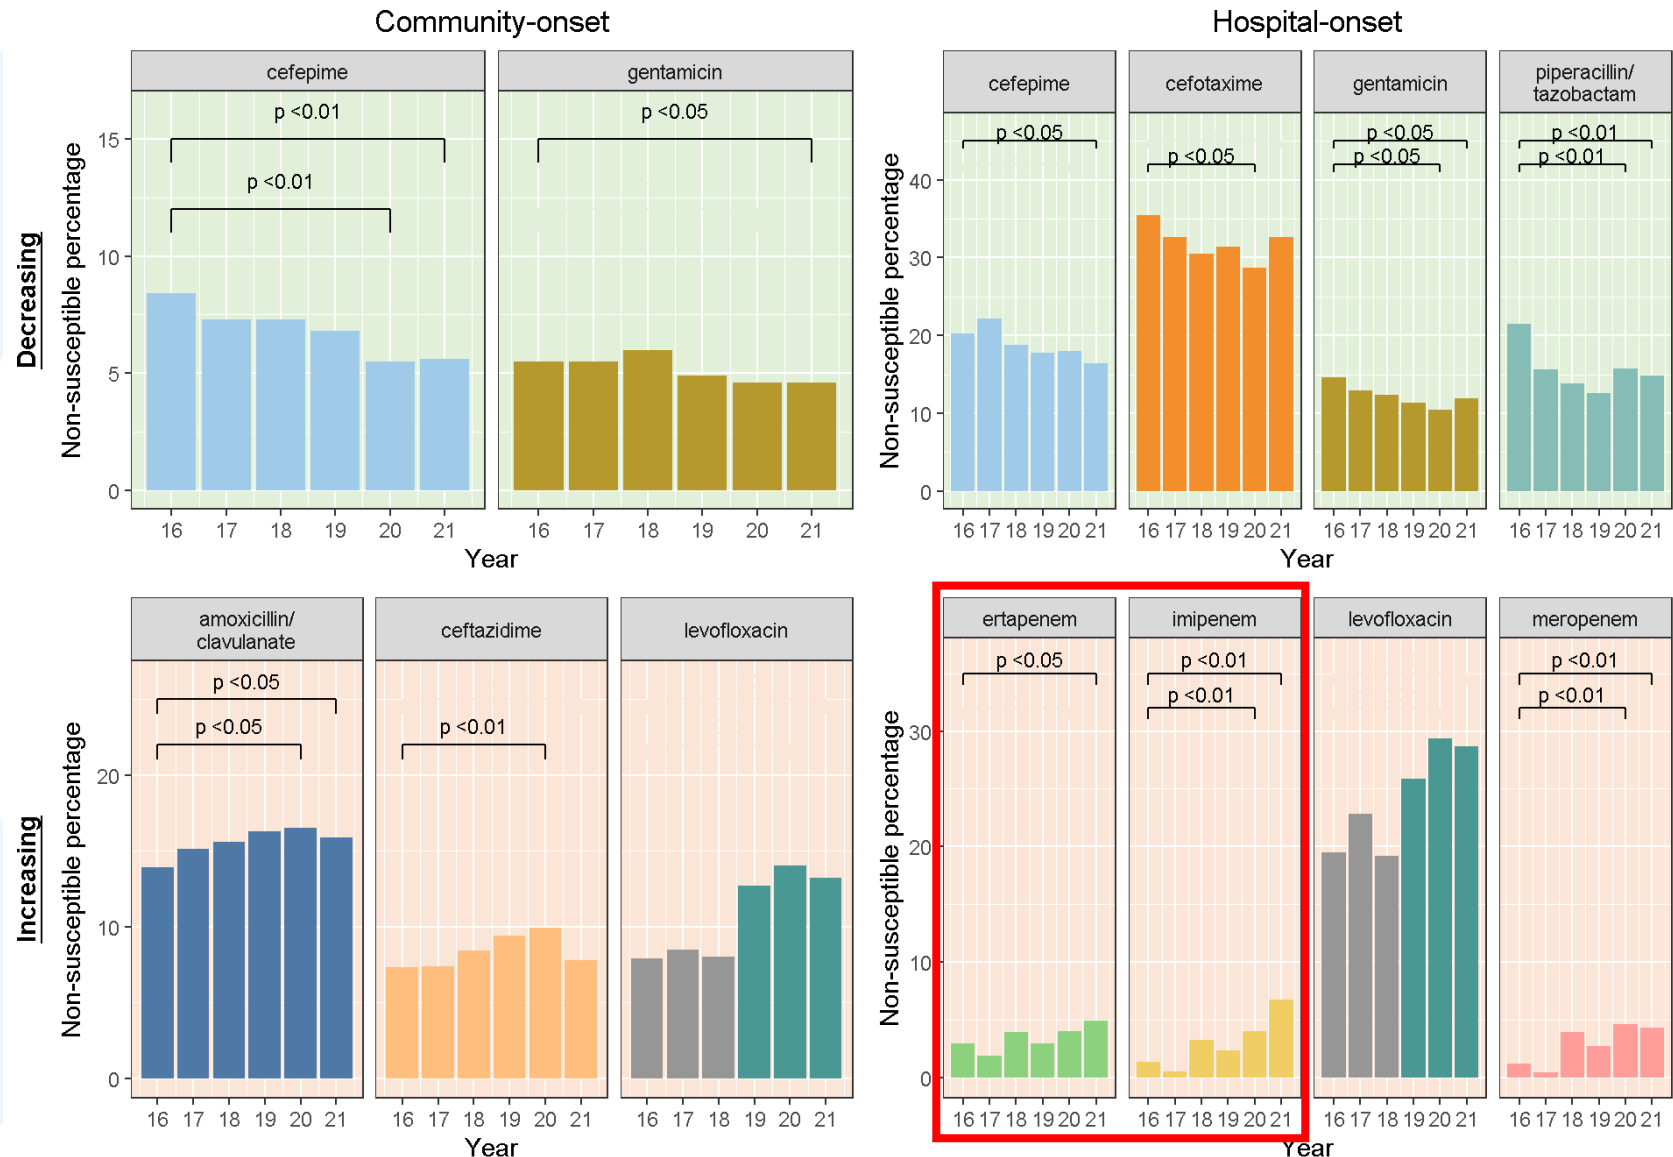 Community-onset
Hospital-onset
Decreasing
Non-susceptible percentage
cefepime
gentamicin
p <0.01
p <0.01
p <0.05
15
10
5
0
16 17 18 19 20 21
16 17 18 19 20 21
Year
Non-susceptible percentage
cefepime
cefotaxime
gentamicin
piperacillin/
tazobactam
p <0.05
p <0.05
p <0.05
p <0.05
p <0.01
p <0.01
40
30
20
10
0
16 17 18 19 20 21
16 17 18 19 20 21
16 17 18 19 20 21
16 17 18 19 20 21
Year
Increasing
Non-susceptible percentage
amoxicillin/
clavulanate
ceftazidime
levofloxacin
p <0.05
p <0.05
p <0.01
20
10
0
16 17 18 19 20 21
16 17 18 19 20 21
16 17 18 19 20 21
Year
Non-susceptible percentage
ertapenem
imipenem
levofloxacin
meropenem
p <0.05
p <0.01
p <0.01
p <0.01
p <0.01
30
20
10
0
16 17 18 19 20 21
16 17 18 19 20 21
16 17 18 19 20 21
16 17 18 19 20 21
Year